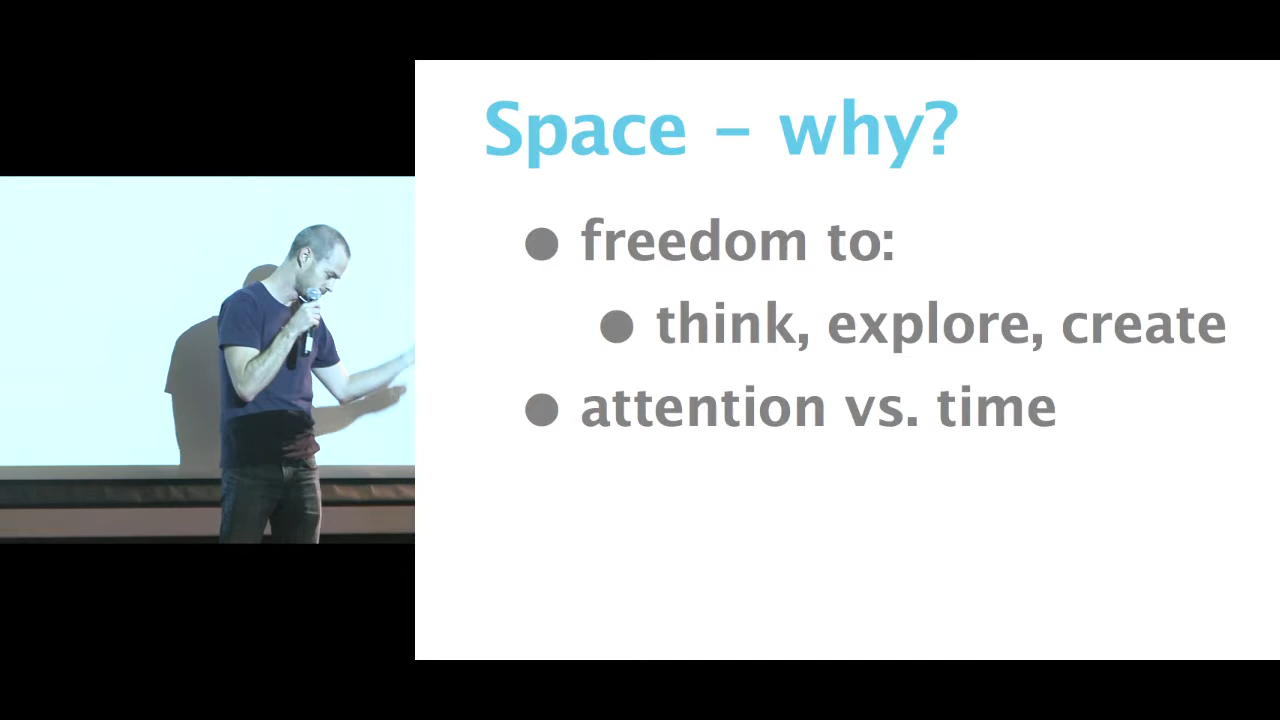 Space - why?
• freedom to:
• think, explore, create
• attention vs. time